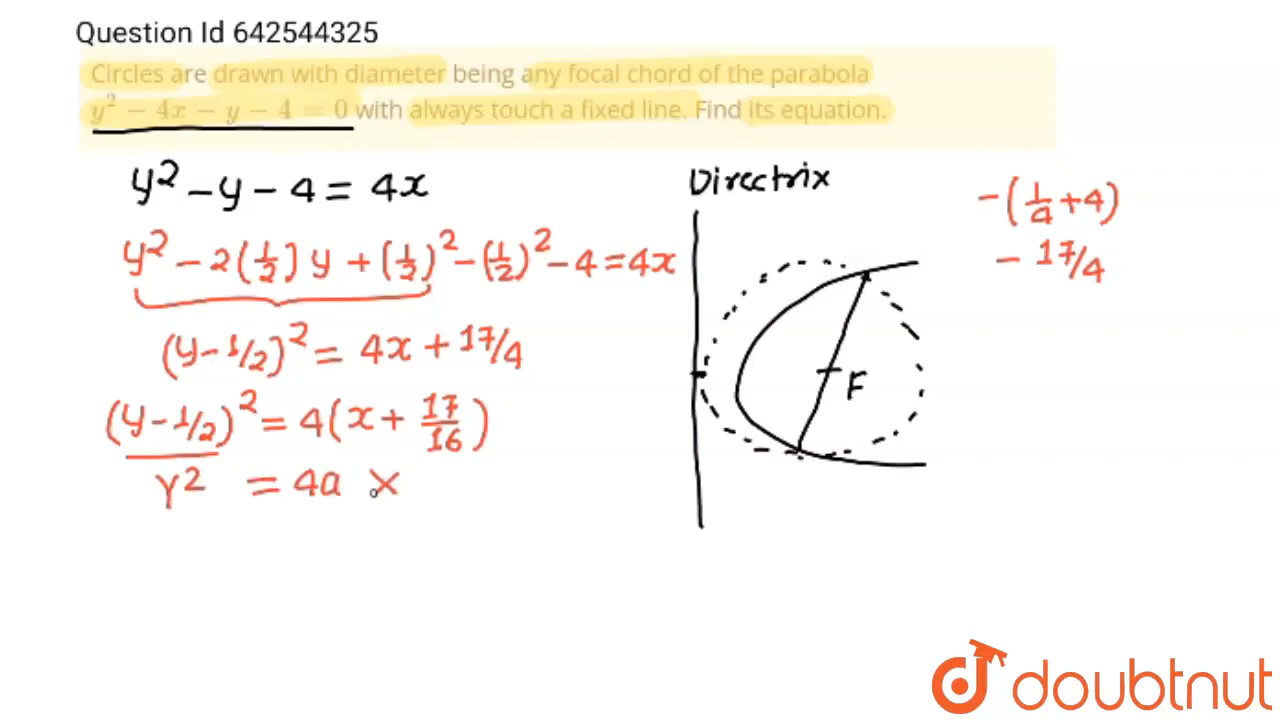 Question Id 642544325
Circles are drawn with diameter being any focal chord of the parabola
y² − 4x − y − 4 = 0 with always touch a fixed line. Find its equation.
y² - y - 4 = 4x
y² - 2(1/2)y + (1/2)² - (1/2)² - 4 = 4x
(y - 1/2)² = 4x + 17/4
(y - 1/2)² = 4(x + 17/16)
Y² = 4a X
Directrix
F
-(1/4 + 4)
- 17/4
doubtnut